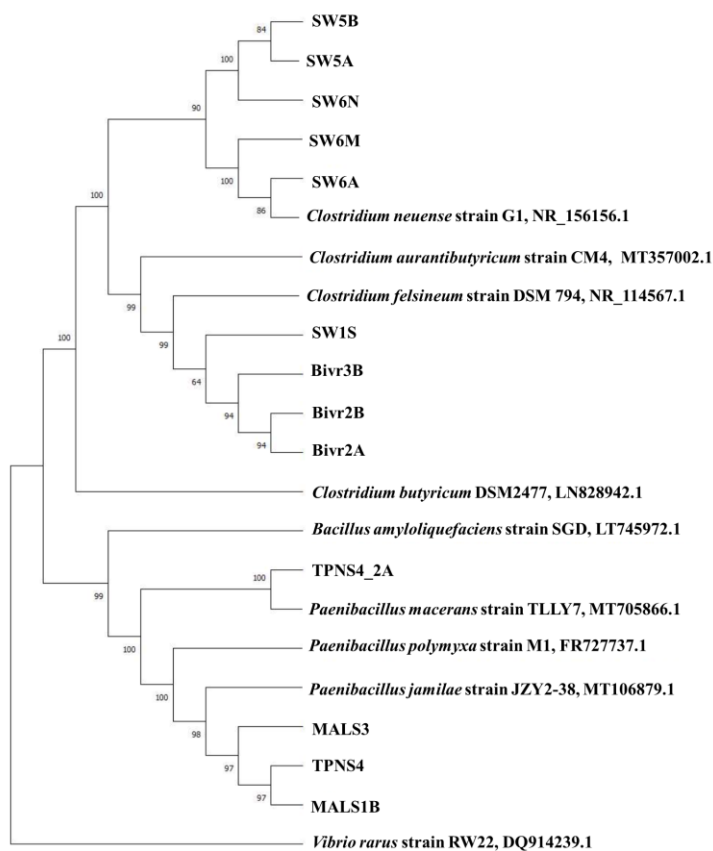 SW5B
84
SW5A
100
SW6N
90
SW6M
100
SW6A
86
Clostridium neuense strain G1, NR_156156.1
100
Clostridium aurantibutyricum strain CM4, MT357002.1
99
Clostridium felsineum strain DSM 794, NR_114567.1
99
100
SW1S
64
Bivr3B
94
Bivr2B
94
Bivr2A
Clostridium butyricum DSM2477, LN828942.1
Bacillus amyloliquefaciens strain SGD, LT745972.1
99
TPNS4_2A
100
Paenibacillus macerans strain TLLY7, MT705866.1
100
Paenibacillus polymyxa strain M1, FR727737.1
100
Paenibacillus jamilae strain JZY2-38, MT106879.1
98
MALS3
97
TPNS4
97
MALS1B
Vibrio rarus strain RW22, DQ914239.1